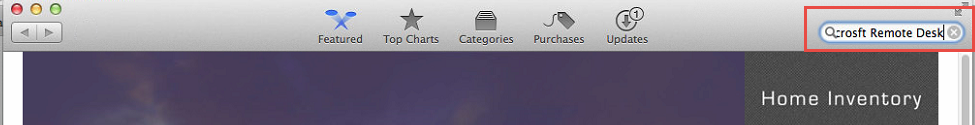 1
Featured Top Charts Categories Purchases Updates
crosft Remote Desk
Home Inventory